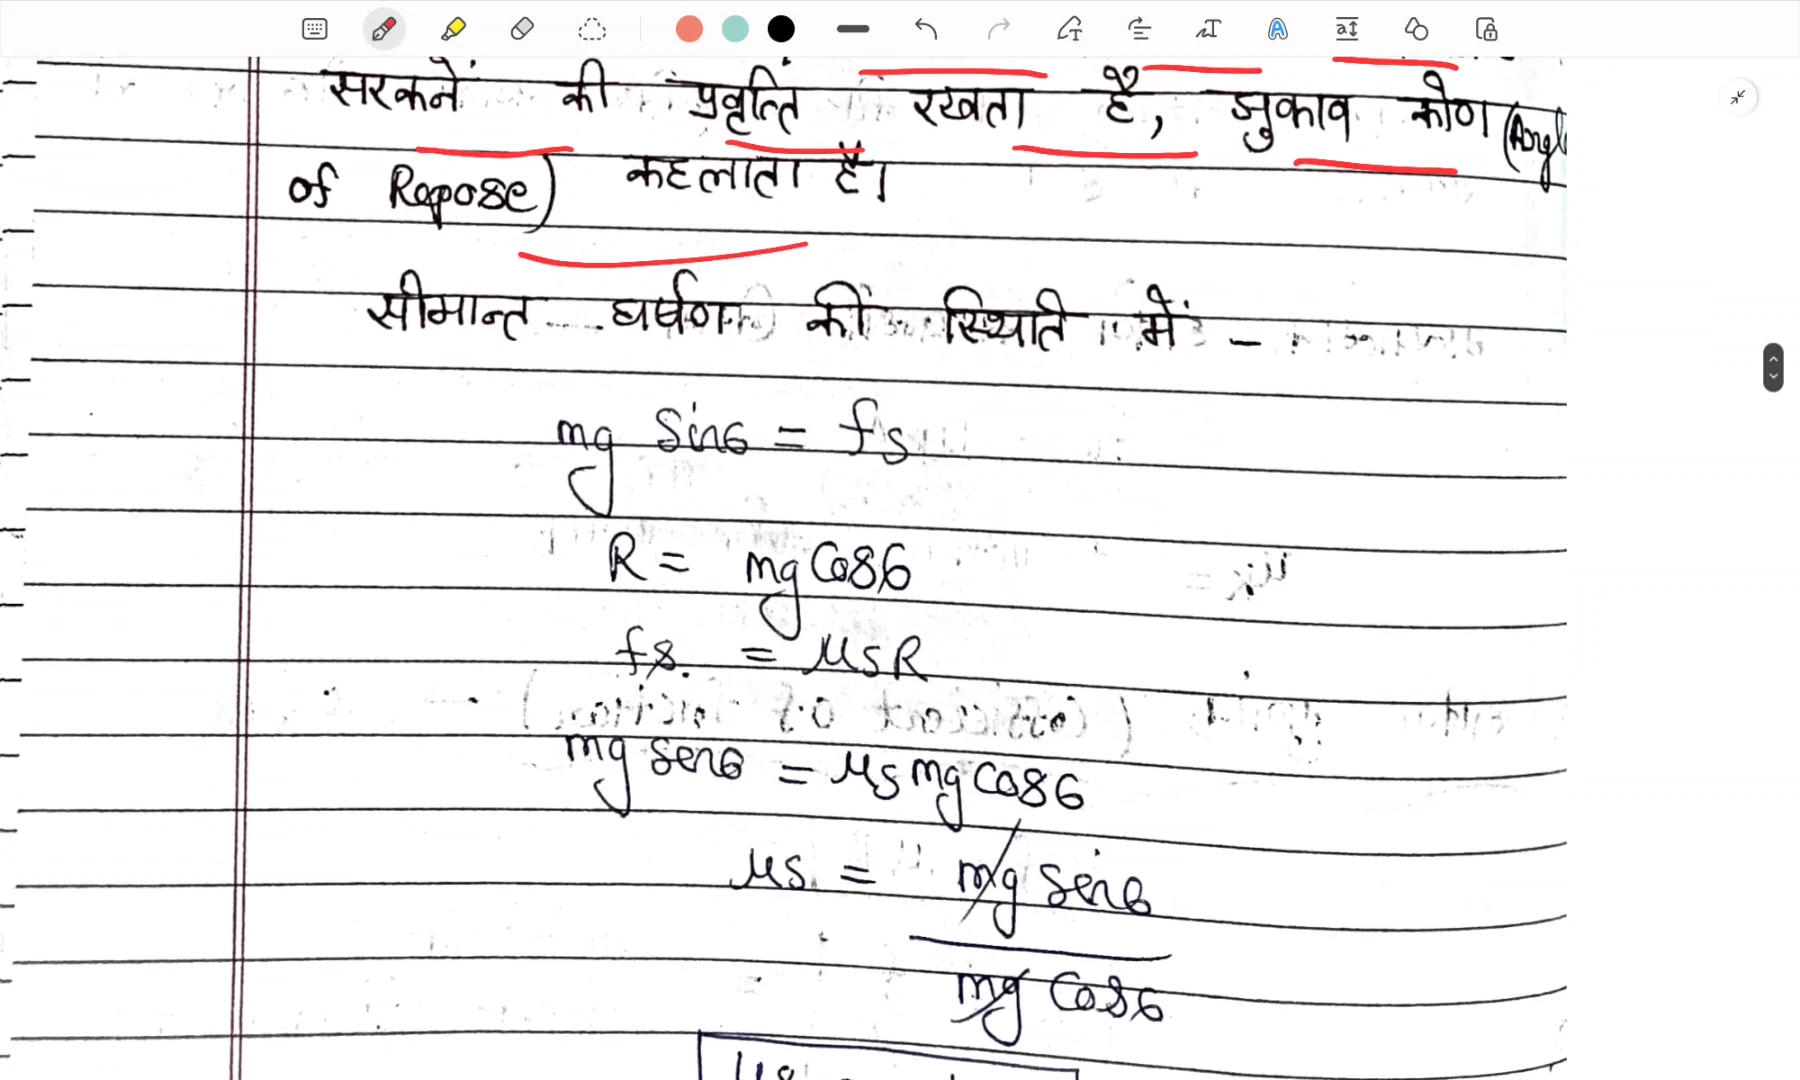 सरकने की प्रवृत्ति रखता है, झुकाव कोण (Angle
of Repose) कहलाता है।
सीमान्त घर्षण की स्थिति में -
mg Sinθ = fs
R = mg Cosθ
fs = μsR
mg sinθ = μs mg Cosθ
μs = mg sinθ
mg Cosθ